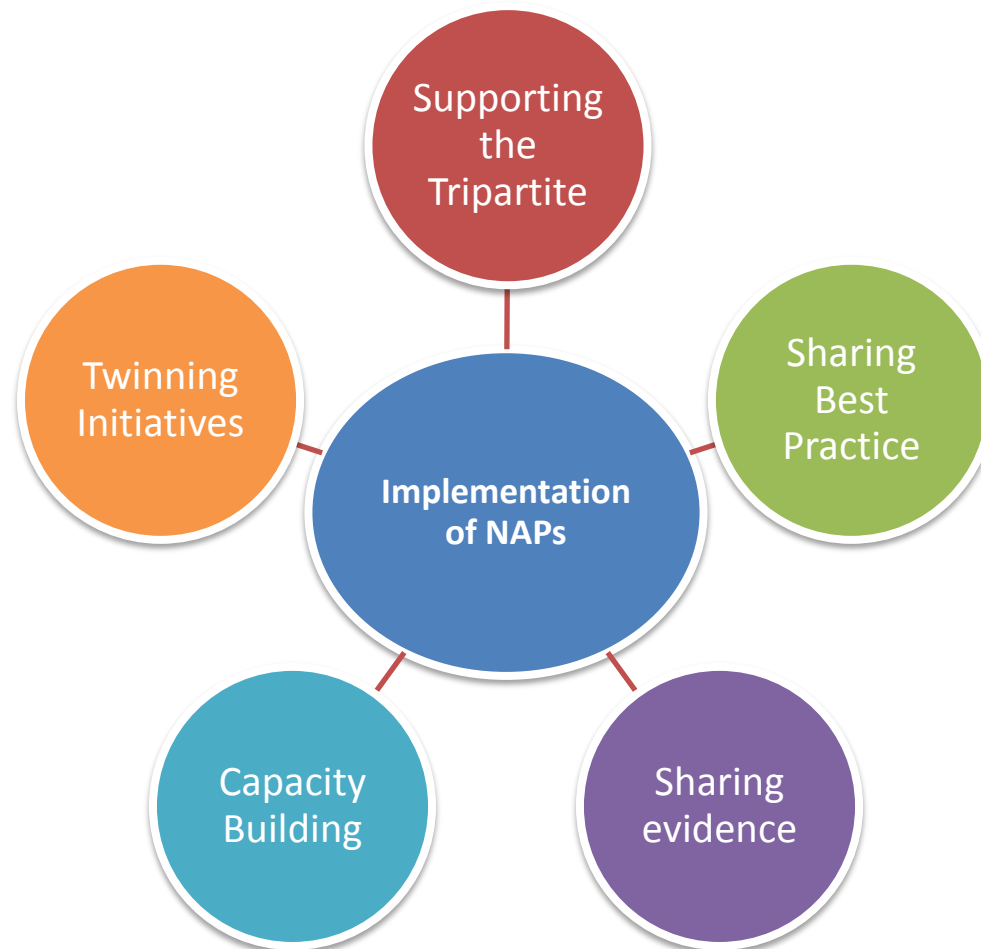 Supporting
the
Tripartite
Sharing
Best
Practice
Sharing
evidence
Capacity
Building
Twinning
Initiatives
Implementation
of NAPs